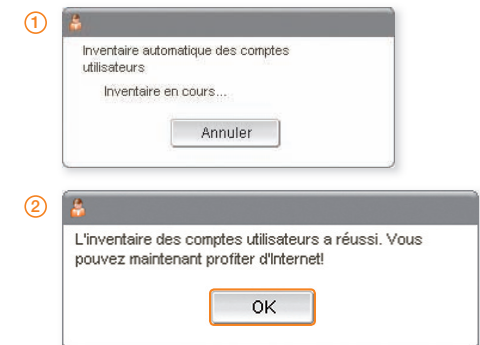 1
Inventaire automatique des comptes
utilisateurs
Inventaire en cours...
Annuler
2
L'inventaire des comptes utilisateurs a réussi. Vous
pouvez maintenant profiter d'Internet!
OK